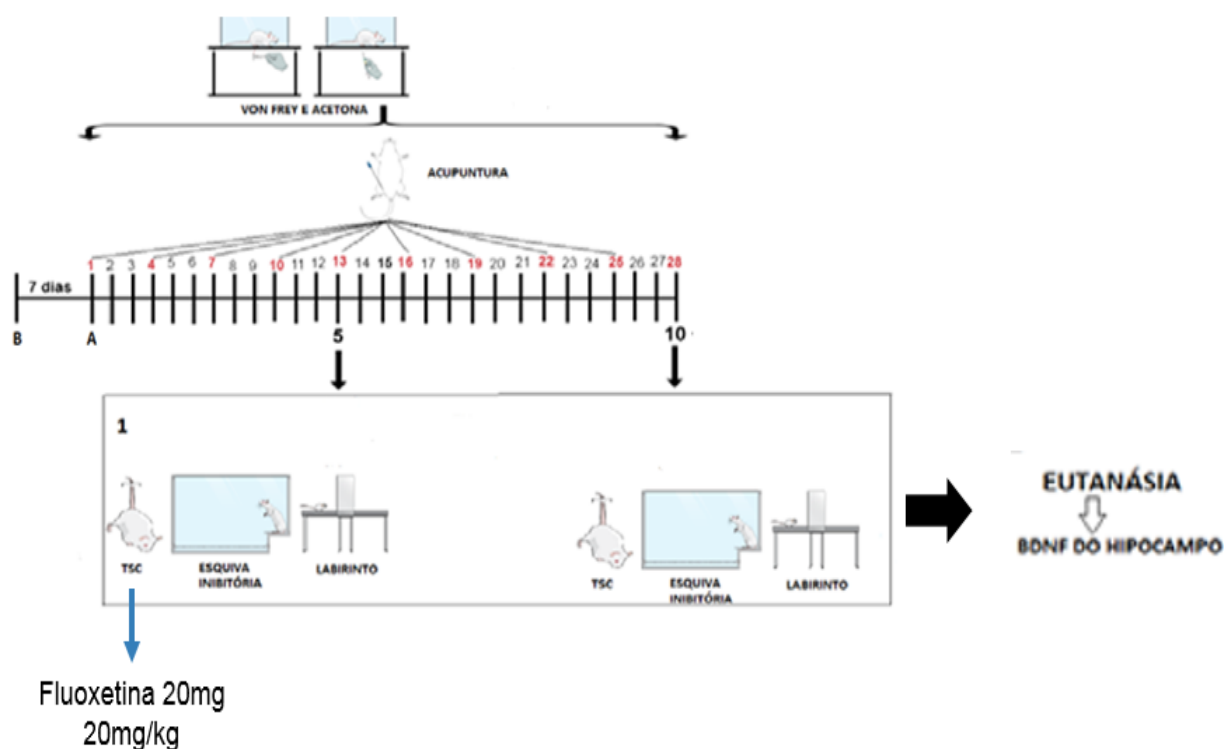 VON FREY E ACETONA
ACUPUNTURA
1 2 3 4 5 6 7 8 9 10 11 12 13 14 15 16 17 18 19 20 21 22 23 24 25 26 27 28
7 dias
B A 5 10
1
TSC
ESQUIVA
INIBITÓRIA
LABIRINTO
TSC
ESQUIVA
INIBITÓRIA
LABIRINTO
EUTANÁSIA
BDNF DO HIPOCAMPO
Fluoxetina 20mg
20mg/kg